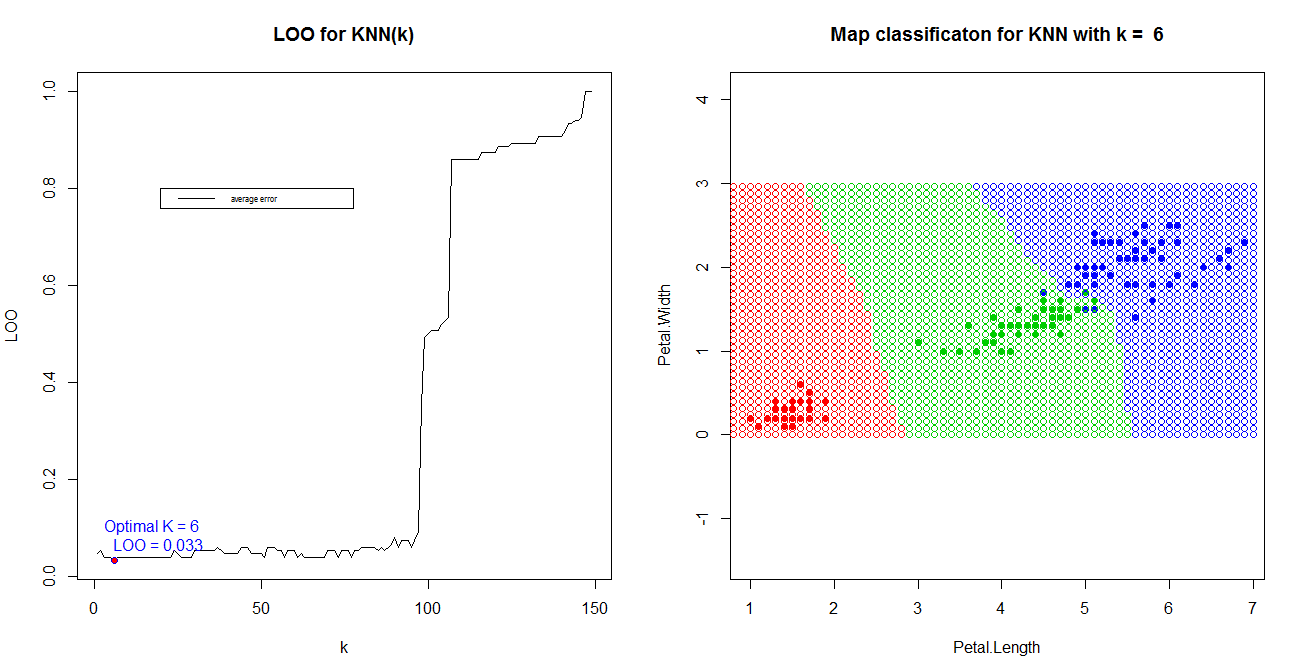 LOO for KNN(k)
LOO
1.0
0.8
0.6
0.4
0.2
0.0
average error
Optimal K = 6
LOO = 0.033
0
50
100
150
k
Map classificaton for KNN with k = 6
Petal.Width
4
3
2
1
0
-1
1
2
3
4
5
6
7
Petal.Length